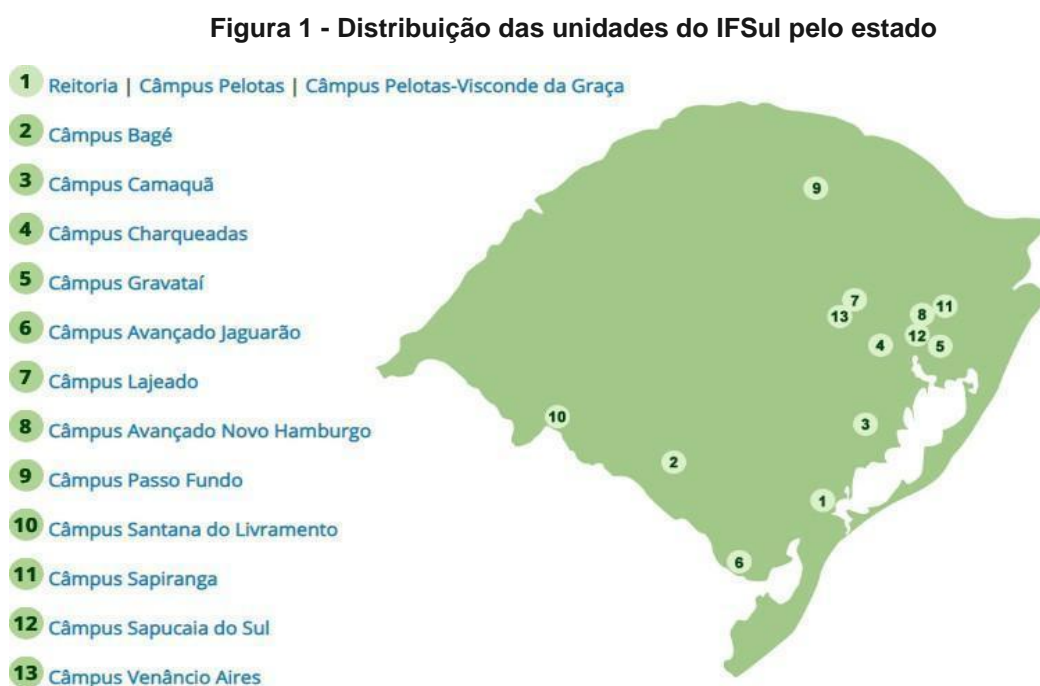 Figura 1 - Distribuição das unidades do IFSul pelo estado
1 Reitoria | Câmpus Pelotas | Câmpus Pelotas-Visconde da Graça
2 Câmpus Bagé
3 Câmpus Camaquã
4 Câmpus Charqueadas
5 Câmpus Gravataí
6 Câmpus Avançado Jaguarão
7 Câmpus Lajeado
8 Câmpus Avançado Novo Hamburgo
9 Câmpus Passo Fundo
10 Câmpus Santana do Livramento
11 Câmpus Sapiranga
12 Câmpus Sapucaia do Sul
13 Câmpus Venâncio Aires
9
7
11
8
13
12
4
5
10
3
2
1
6